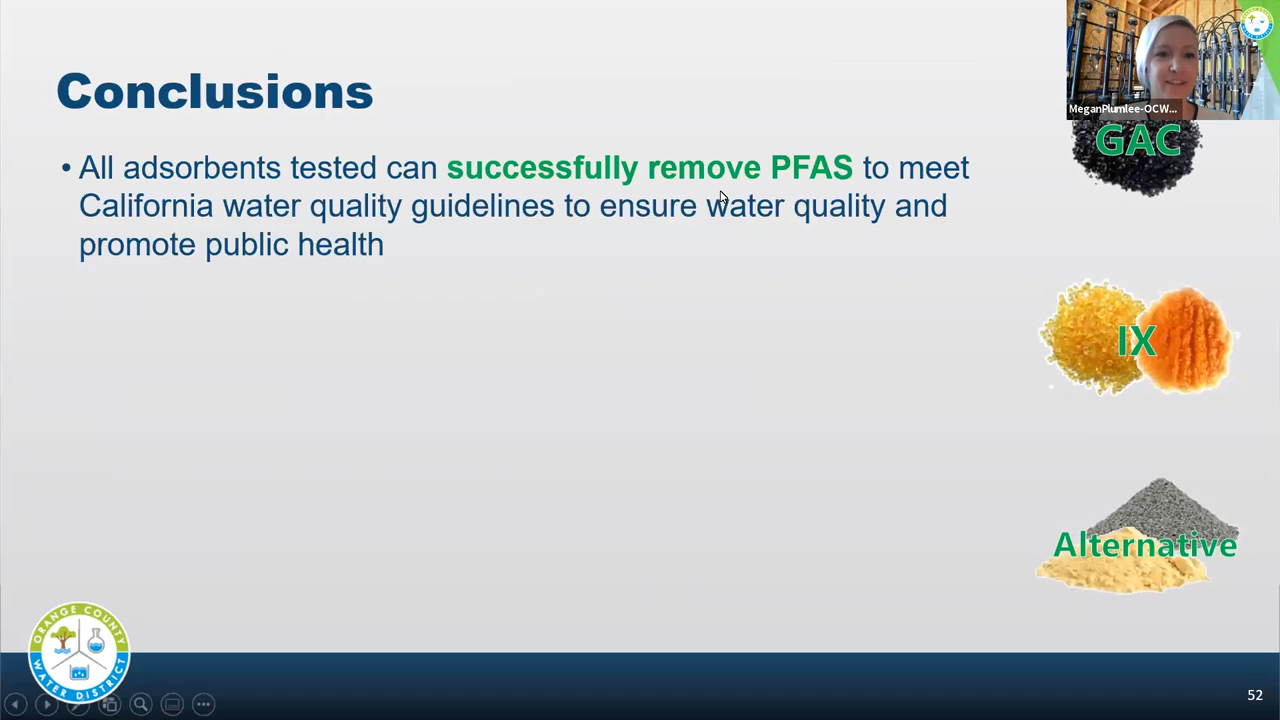 MeganPlumlee-OCW...
Conclusions
GAC
• All adsorbents tested can successfully remove PFAS to meet
California water quality guidelines to ensure water quality and
promote public health
IX
Alternative
ORANGE COUNTY
WATER DISTRICT
52